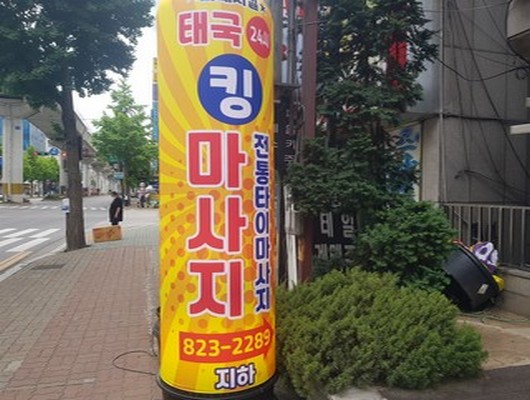 태국
24시
킹
마사지
전통타이마사지
823-2289
지하